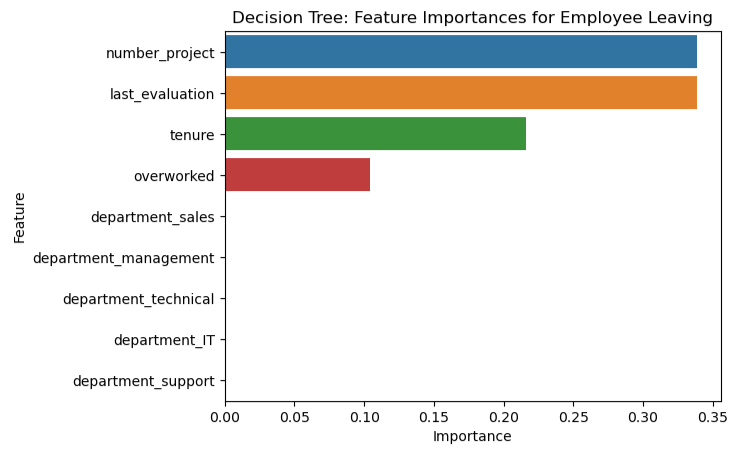 Decision Tree: Feature Importances for Employee Leaving
number_project
last_evaluation
tenure
overworked
department_sales
department_management
department_technical
department_IT
department_support
Feature
0.00 0.05 0.10 0.15 0.20 0.25 0.30 0.35
Importance